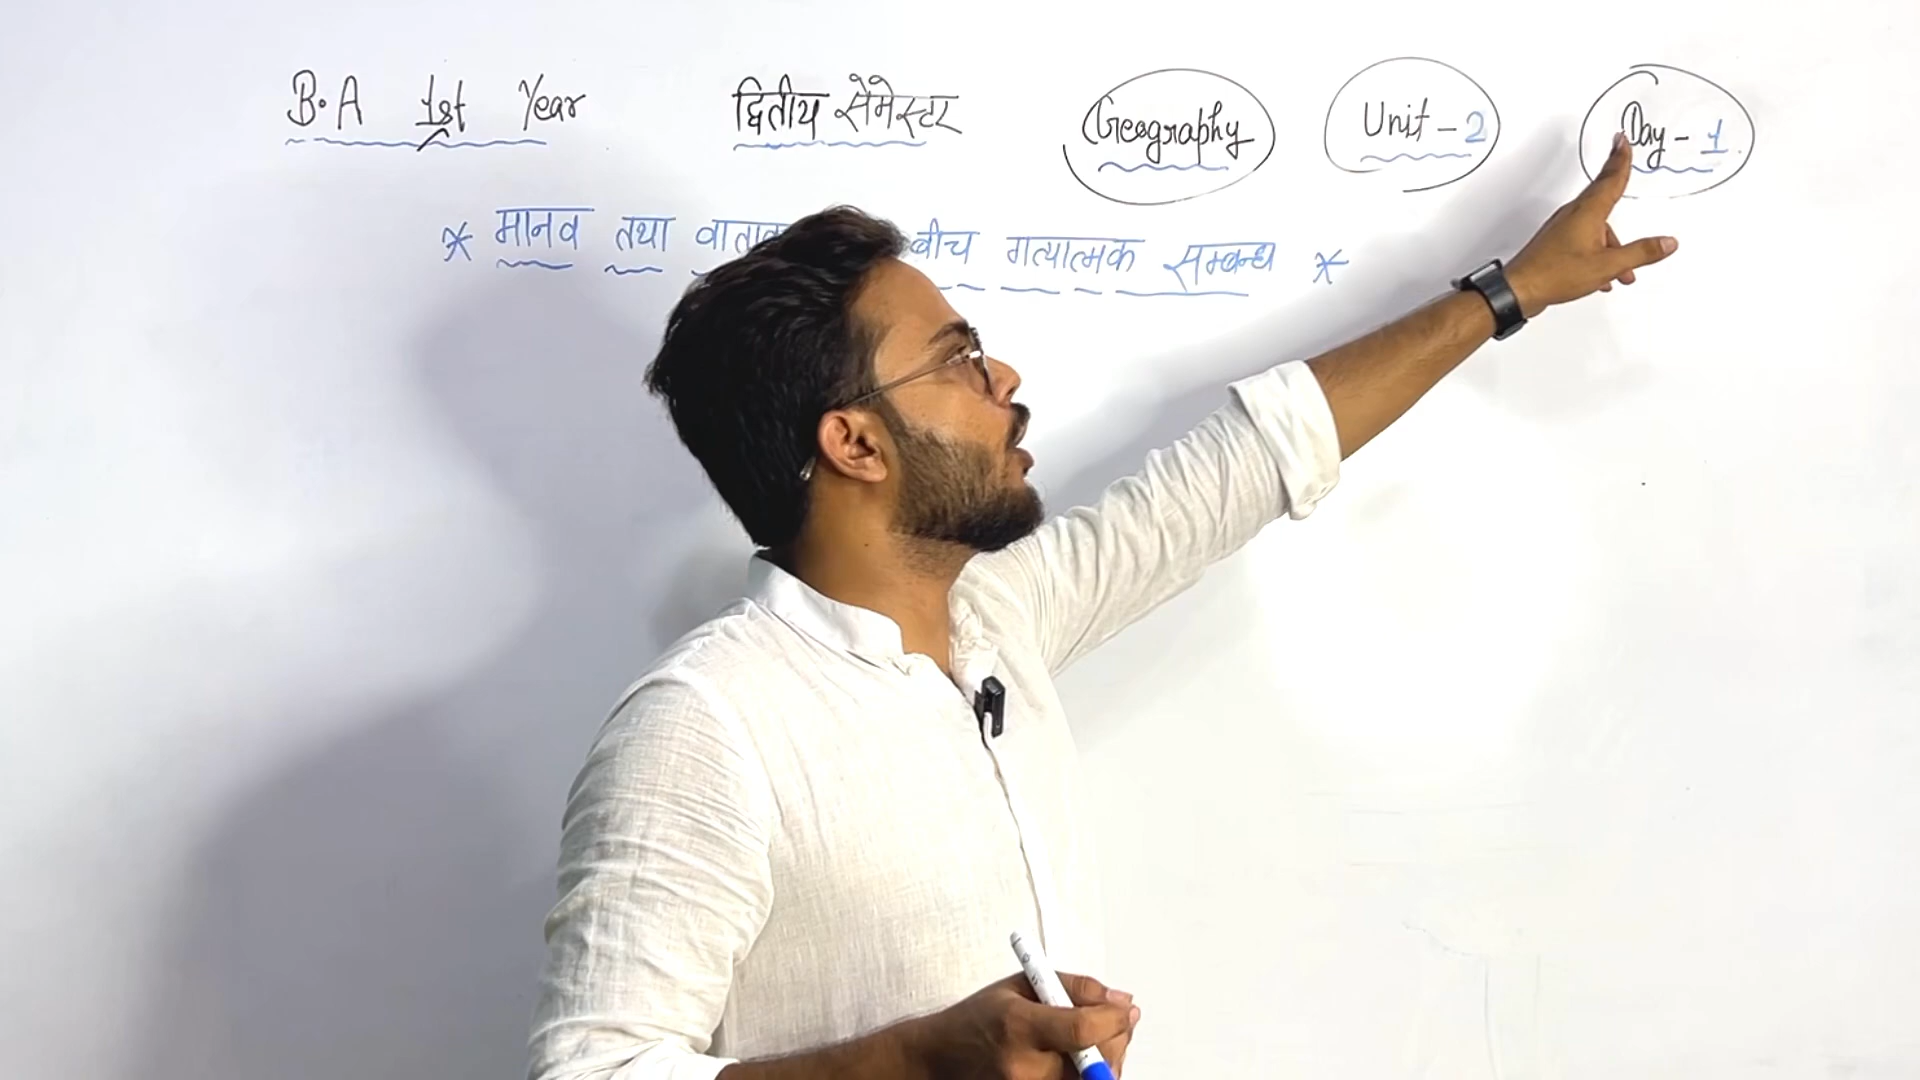 B.A 1st Year द्वितीय सेमेस्टर Geography Unit - 2 Day - 1
* मानव तथा बीच गत्यात्मक सम्बन्ध *